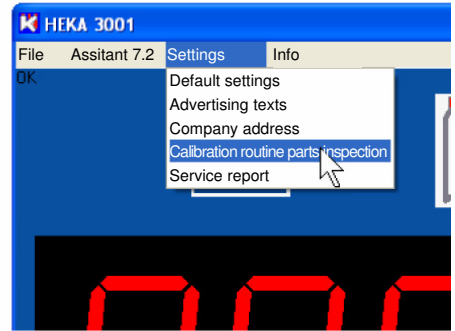 HEKA 3001
File Assitant 7.2 Settings Info
OK
Default settings
Advertising texts
Company address
Calibration routine parts inspection
Service report